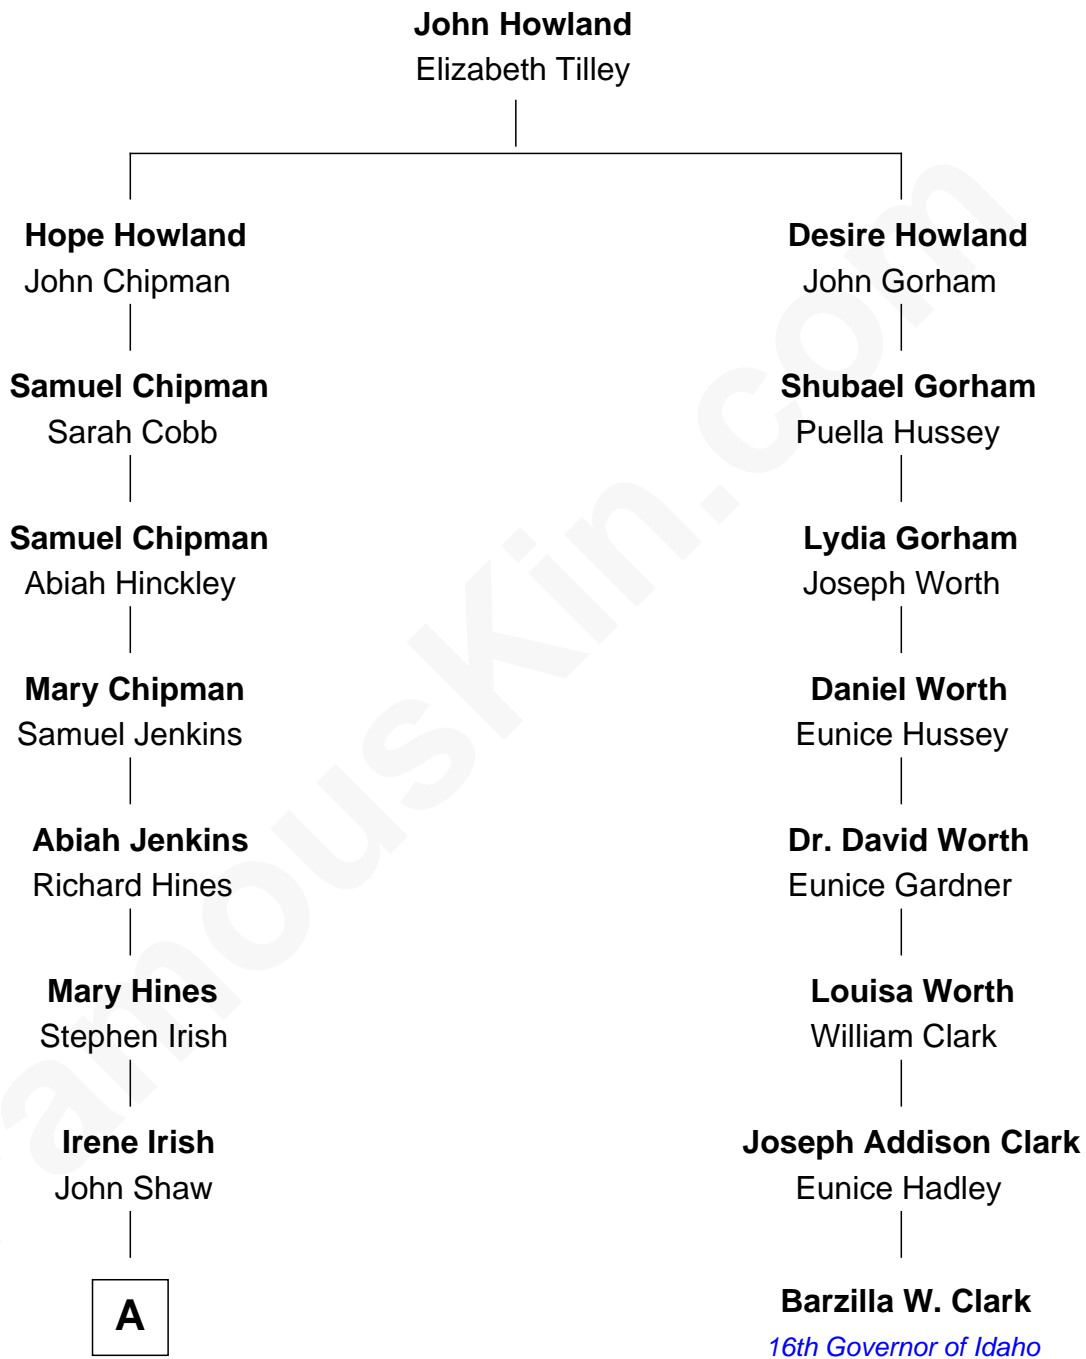 John Howland
Elizabeth Tilley
Hope Howland
John Chipman
Desire Howland
John Gorham
Samuel Chipman
Sarah Cobb
Shubael Gorham
Puella Hussey
Samuel Chipman
Abiah Hinckley
Lydia Gorham
Joseph Worth
Mary Chipman
Samuel Jenkins
Daniel Worth
Eunice Hussey
Abiah Jenkins
Richard Hines
Dr. David Worth
Eunice Gardner
Mary Hines
Stephen Irish
Louisa Worth
William Clark
Irene Irish
John Shaw
Joseph Addison Clark
Eunice Hadley
A
Barzilla W. Clark
16th Governor of Idaho
amouskin.com